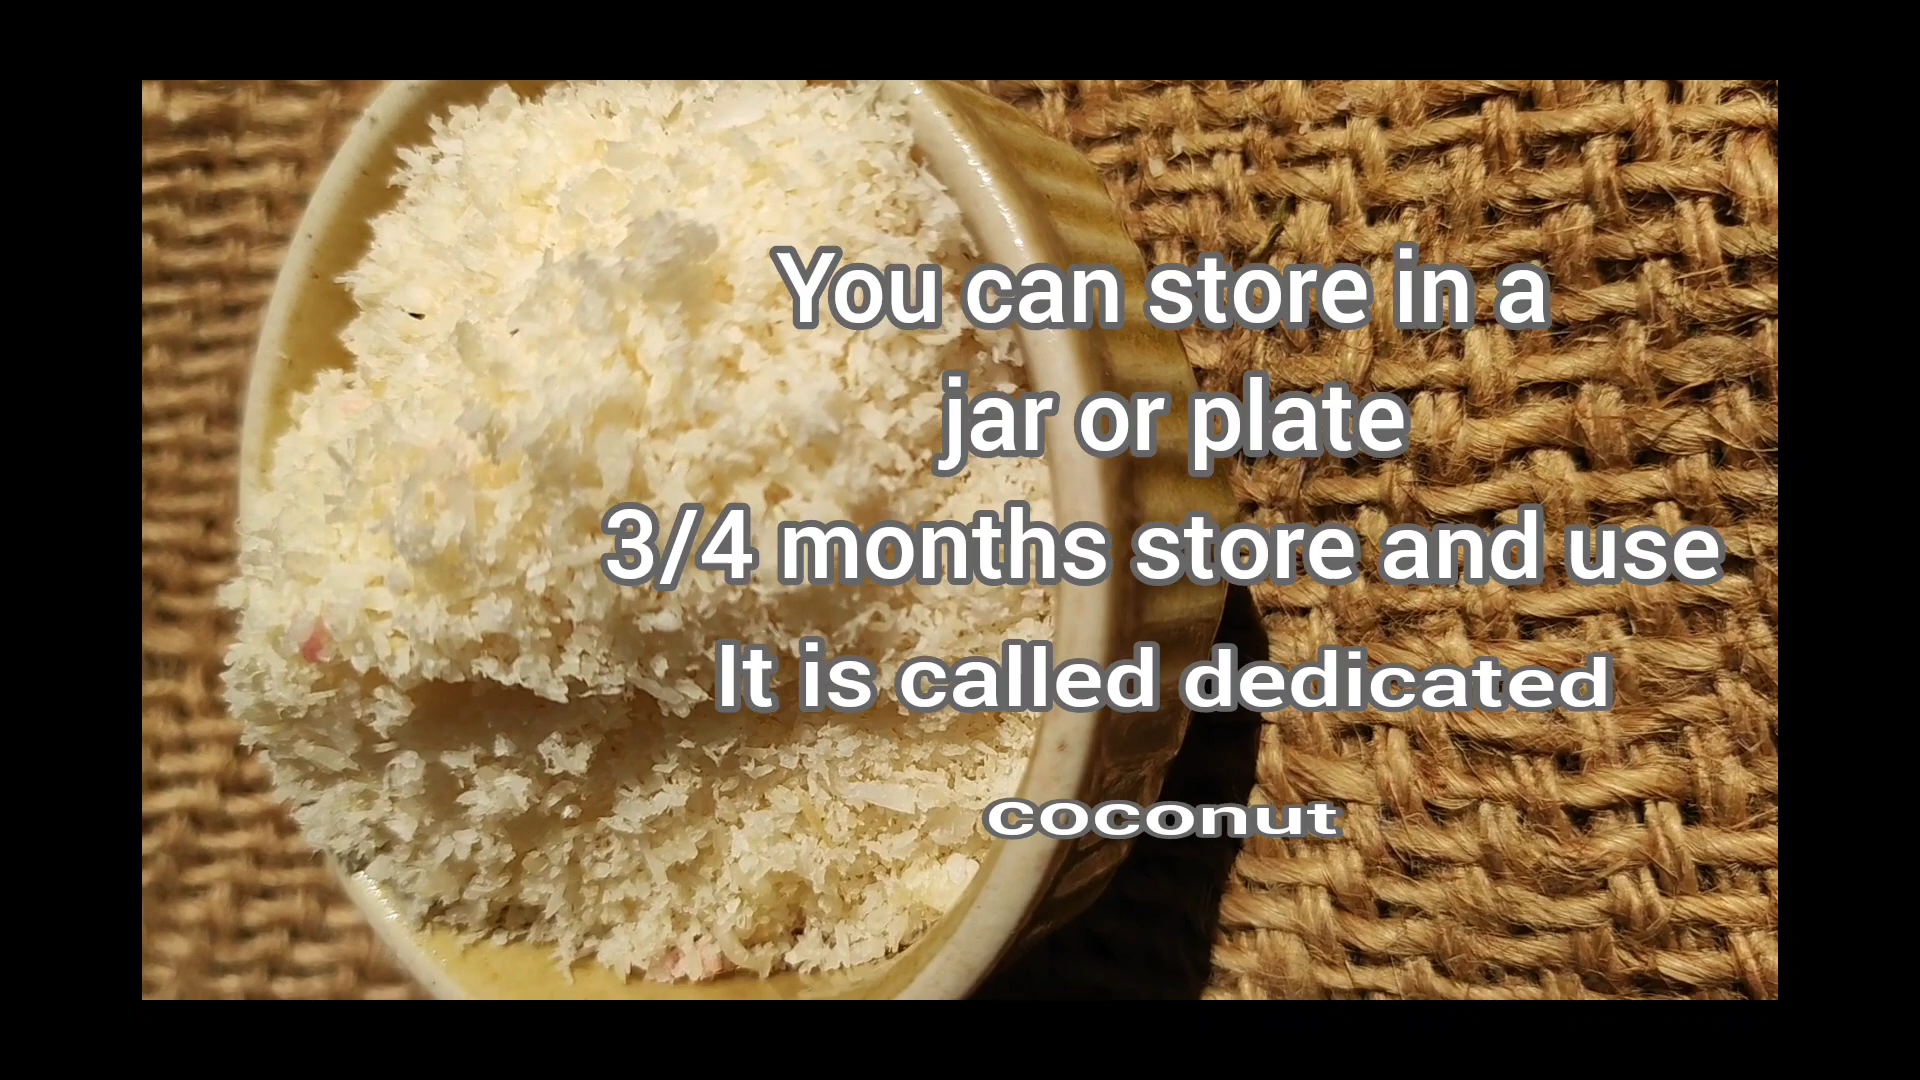 You can store in a
jar or plate
3/4 months store and use
It is called dedicated
coconut